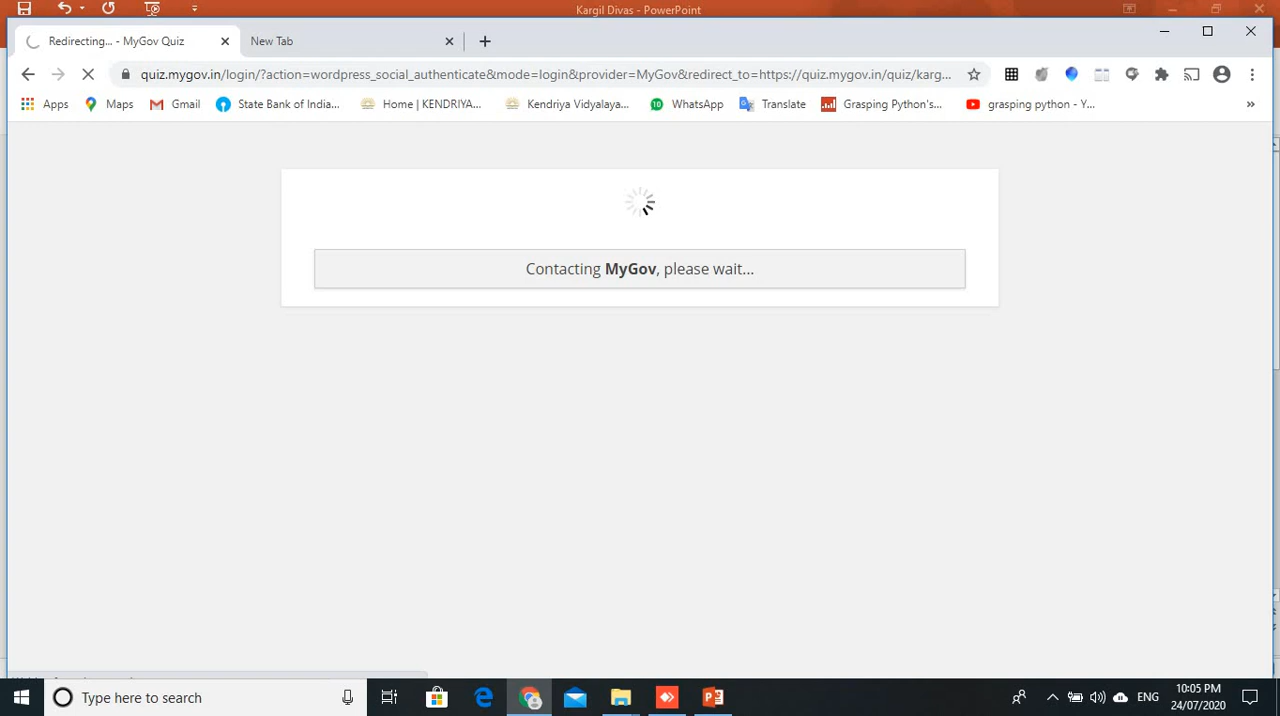 Kargil Divas - PowerPoint
Redirecting... - MyGov Quiz
New Tab
quiz.mygov.in/login/?action=wordpress_social_authenticate&mode=login&provider=MyGov&redirect_to=https://quiz.mygov.in/quiz/karg...
Apps
Maps
Gmail
State Bank of India...
Home | KENDRIYA...
Kendriya Vidyalaya...
10
WhatsApp
Translate
Grasping Python's...
grasping python - Y...
»
Contacting MyGov, please wait...
Type here to search
ENG
10:05 PM
24/07/2020